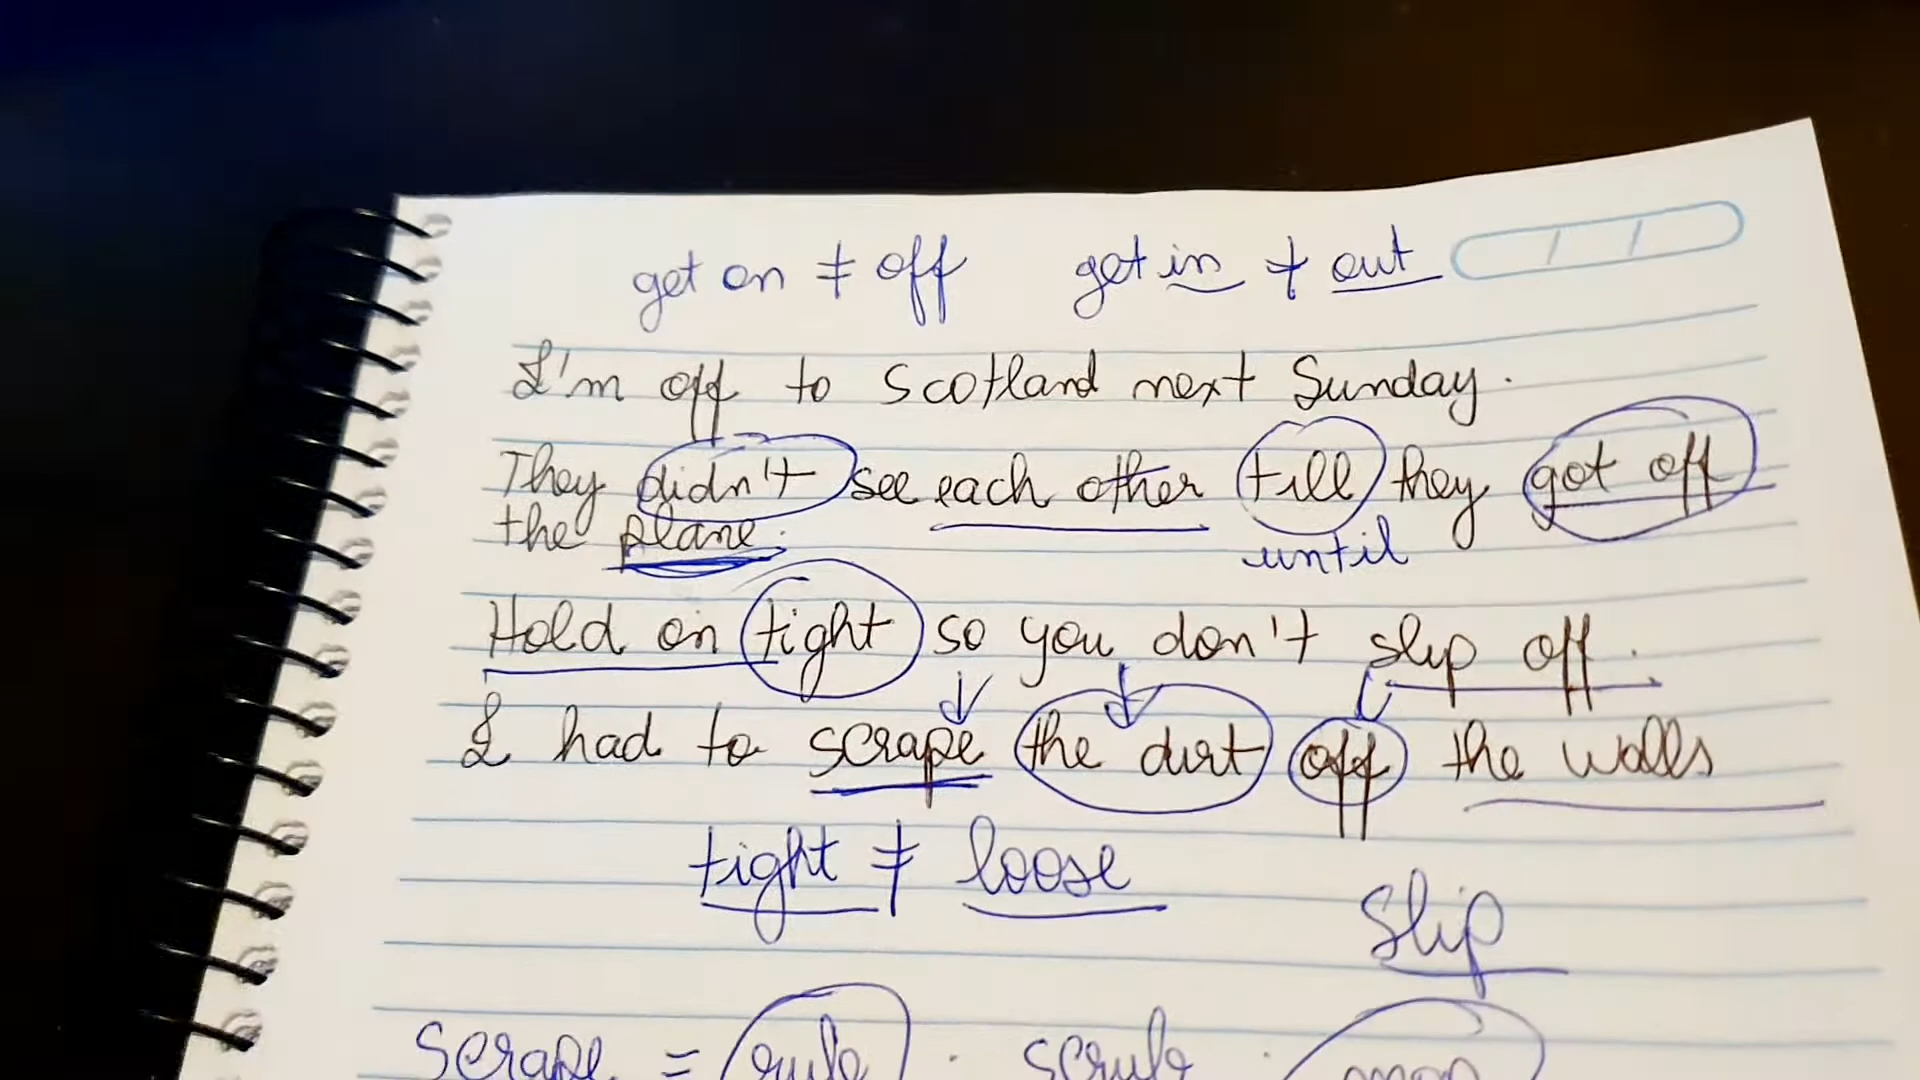 get on ≠ off get in ≠ out
I'm off to Scotland next Sunday.
They didn't see each other till they got off
the plane.
until
Hold on tight so you don't slip off.
I had to scrape the dirt off the walls
tight ≠ loose
Slip
scrape = rub . scrub .